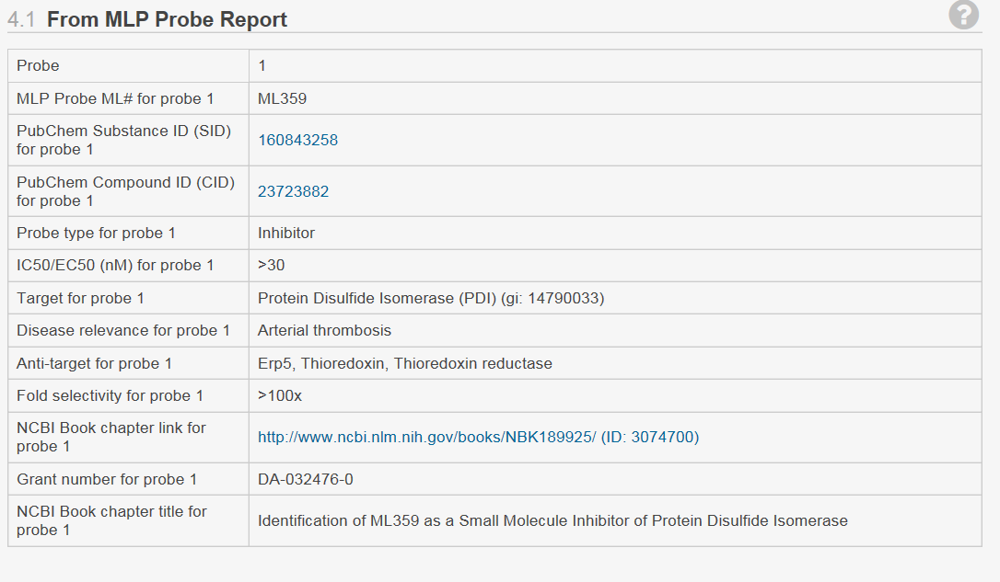 4.1 From MLP Probe Report
?
Probe 1
MLP Probe ML# for probe 1 ML359
PubChem Substance ID (SID)
for probe 1
160843258
PubChem Compound ID (CID)
for probe 1
23723882
Probe type for probe 1 Inhibitor
IC50/EC50 (nM) for probe 1 >30
Target for probe 1 Protein Disulfide Isomerase (PDI) (gi: 14790033)
Disease relevance for probe 1 Arterial thrombosis
Anti-target for probe 1 Erp5, Thioredoxin, Thioredoxin reductase
Fold selectivity for probe 1 >100x
NCBI Book chapter link for
probe 1
http://www.ncbi.nlm.nih.gov/books/NBK189925/ (ID: 3074700)
Grant number for probe 1 DA-032476-0
NCBI Book chapter title for
probe 1
Identification of ML359 as a Small Molecule Inhibitor of Protein Disulfide Isomerase